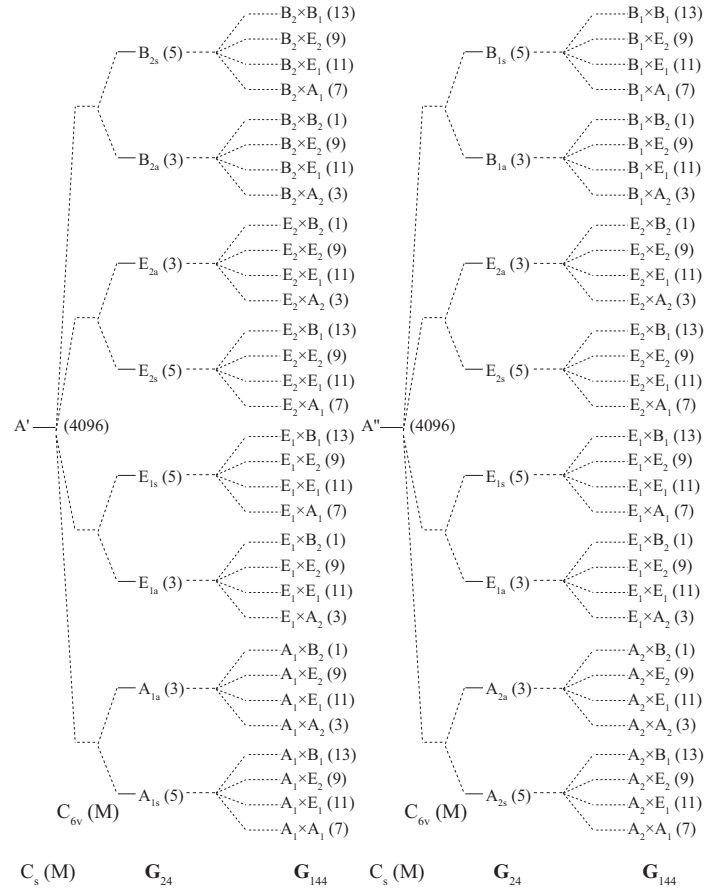 B₂×B₁ (13)
B₂×E₂ (9)
B₂ₛ (5)
B₂×E₁ (11)
B₂×A₁ (7)
B₂×B₂ (1)
B₂×E₂ (9)
B₂ₐ (3)
B₂×E₁ (11)
B₂×A₂ (3)
E₂×B₂ (1)
E₂×E₂ (9)
E₂ₐ (3)
E₂×E₁ (11)
E₂×A₂ (3)
E₂×B₁ (13)
E₂×E₂ (9)
E₂ₛ (5)
E₂×E₁ (11)
E₂×A₁ (7)
A' (4096)
E₁×B₁ (13)
E₁×E₂ (9)
E₁ₛ (5)
E₁×E₁ (11)
E₁×A₁ (7)
E₁×B₂ (1)
E₁×E₂ (9)
E₁ₐ (3)
E₁×E₁ (11)
E₁×A₂ (3)
A₁×B₂ (1)
A₁×E₂ (9)
A₁ₐ (3)
A₁×E₁ (11)
A₁×A₂ (3)
A₁×B₁ (13)
A₁×E₂ (9)
A₁ₛ (5)
A₁×E₁ (11)
A₁×A₁ (7)
C₆ᵥ (M)
Cₛ (M) G₂₄ G₁₄₄
B₁×B₁ (13)
B₁×E₂ (9)
B₁ₛ (5)
B₁×E₁ (11)
B₁×A₁ (7)
B₁×B₂ (1)
B₁×E₂ (9)
B₁ₐ (3)
B₁×E₁ (11)
B₁×A₂ (3)
E₂×B₂ (1)
E₂×E₂ (9)
E₂ₐ (3)
E₂×E₁ (11)
E₂×A₂ (3)
E₂×B₁ (13)
E₂×E₂ (9)
E₂ₛ (5)
E₂×E₁ (11)
E₂×A₁ (7)
A" (4096)
E₁×B₁ (13)
E₁×E₂ (9)
E₁ₛ (5)
E₁×E₁ (11)
E₁×A₁ (7)
E₁×B₂ (1)
E₁×E₂ (9)
E₁ₐ (3)
E₁×E₁ (11)
E₁×A₂ (3)
A₂×B₂ (1)
A₂×E₂ (9)
A₂ₐ (3)
A₂×E₁ (11)
A₂×A₂ (3)
A₂×B₁ (13)
A₂×E₂ (9)
A₂ₛ (5)
A₂×E₁ (11)
A₂×A₁ (7)
C₆ᵥ (M)
Cₛ (M) G₂₄ G₁₄₄